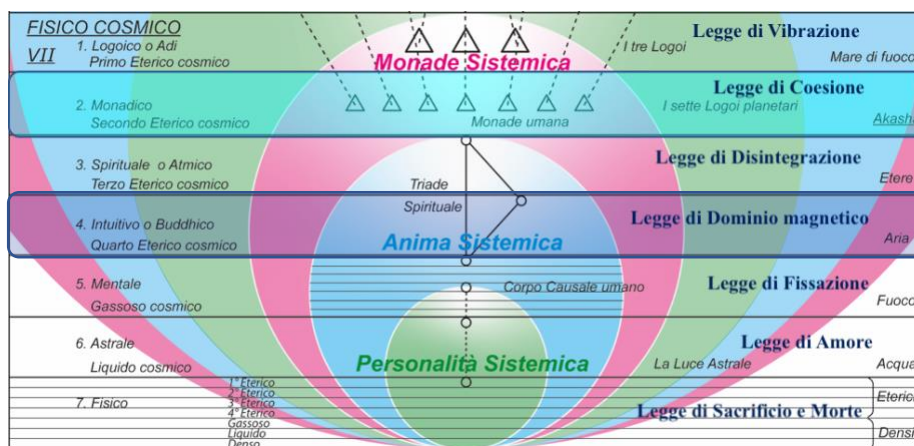 FISICO COSMICO
VII
1. Logoico o Adi
Primo Eterico cosmico
Monade Sistemica
I tre Logoi
Legge di Vibrazione
Mare di fuoco
2. Monadico
Secondo Eterico cosmico
Monade umana
I sette Logoi planetari
Legge di Coesione
Akasha
3. Spirituale o Atmico
Terzo Eterico cosmico
Triade
Spirituale
Legge di Disintegrazione
Etere
4. Intuitivo o Buddhico
Quarto Eterico cosmico
Anima Sistemica
Legge di Dominio magnetico
Aria
5. Mentale
Gassoso cosmico
Corpo Causale umano
Legge di Fissazione
Fuoco
6. Astrale
Liquido cosmico
Personalità Sistemica
La Luce Astrale
Legge di Amore
Acqua
7. Fisico
1° Eterico
2° Eterico
3° Eterico
4° Eterico
Gassoso
Liquido
Denso
Legge di Sacrificio e Morte
Eterici
Densi